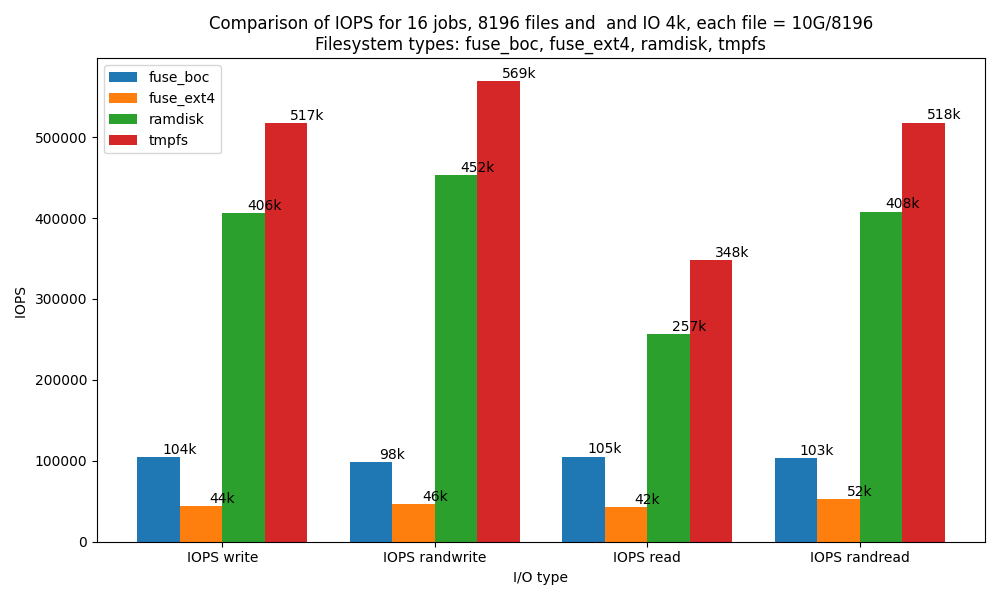 Comparison of IOPS for 16 jobs, 8196 files and  and IO 4k, each file = 10G/8196
Filesystem types: fuse_boc, fuse_ext4, ramdisk, tmpfs
fuse_boc
fuse_ext4
ramdisk
tmpfs
IOPS
500000
400000
300000
200000
100000
0
104k
44k
406k
517k
98k
46k
452k
569k
105k
42k
257k
348k
103k
52k
408k
518k
IOPS write
IOPS randwrite
IOPS read
IOPS randread
I/O type